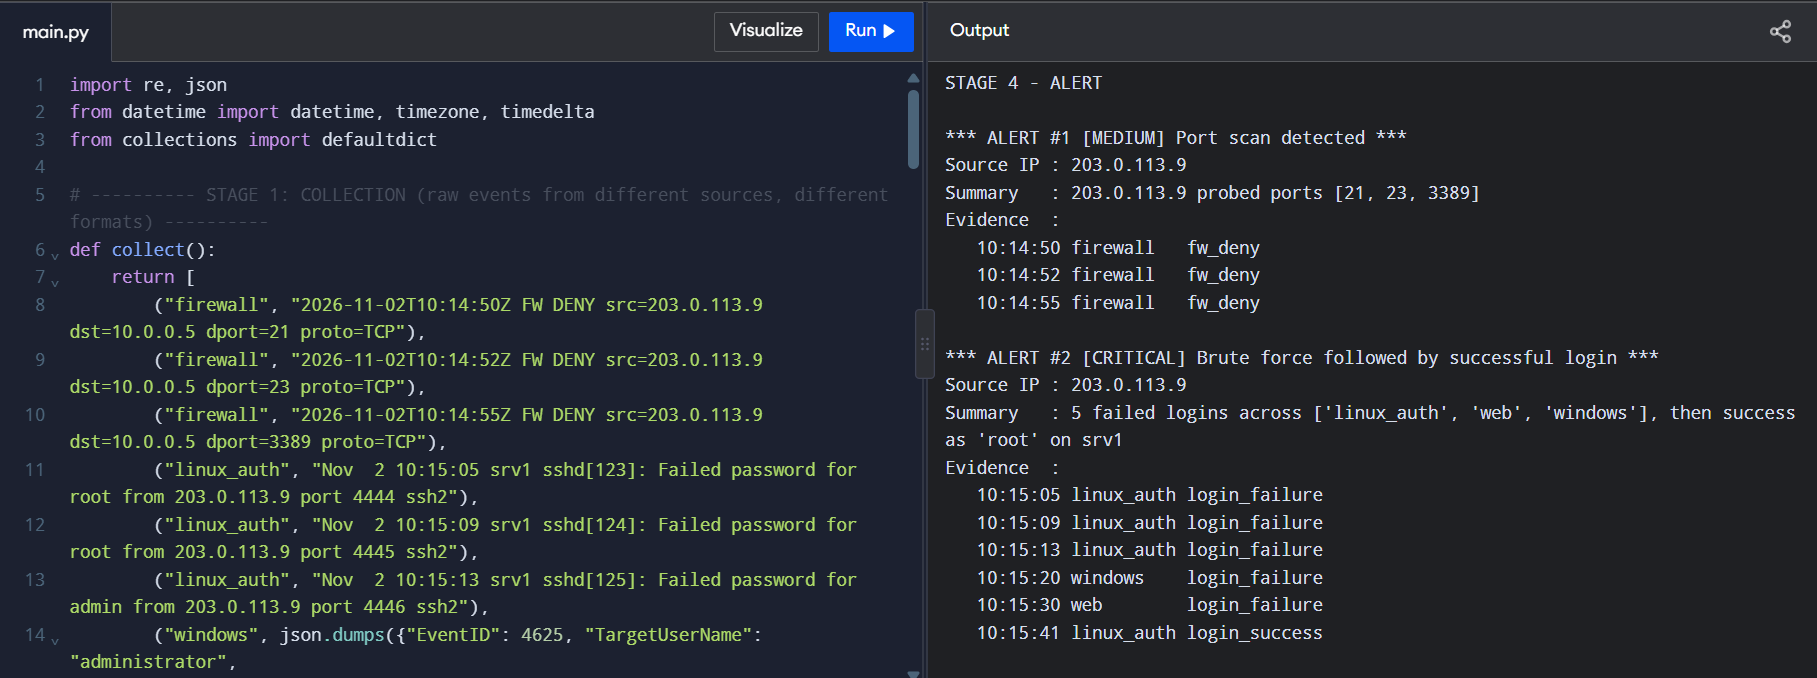 main.py
Visualize
Run
1 import re, json
2 from datetime import datetime, timezone, timedelta
3 from collections import defaultdict
4
5 # ---------- STAGE 1: COLLECTION (raw events from different sources, different
formats) ----------
6 def collect():
7     return [
8         ("firewall", "2026-11-02T10:14:50Z FW DENY src=203.0.113.9
dst=10.0.0.5 dport=21 proto=TCP"),
9         ("firewall", "2026-11-02T10:14:52Z FW DENY src=203.0.113.9
dst=10.0.0.5 dport=23 proto=TCP"),
10         ("firewall", "2026-11-02T10:14:55Z FW DENY src=203.0.113.9
dst=10.0.0.5 dport=3389 proto=TCP"),
11         ("linux_auth", "Nov  2 10:15:05 srv1 sshd[123]: Failed password for
root from 203.0.113.9 port 4444 ssh2"),
12         ("linux_auth", "Nov  2 10:15:09 srv1 sshd[124]: Failed password for
root from 203.0.113.9 port 4445 ssh2"),
13         ("linux_auth", "Nov  2 10:15:13 srv1 sshd[125]: Failed password for
admin from 203.0.113.9 port 4446 ssh2"),
14         ("windows", json.dumps({"EventID": 4625, "TargetUserName":
"administrator",
Output
STAGE 4 - ALERT
*** ALERT #1 [MEDIUM] Port scan detected ***
Source IP : 203.0.113.9
Summary   : 203.0.113.9 probed ports [21, 23, 3389]
Evidence  :
   10:14:50 firewall   fw_deny
   10:14:52 firewall   fw_deny
   10:14:55 firewall   fw_deny
*** ALERT #2 [CRITICAL] Brute force followed by successful login ***
Source IP : 203.0.113.9
Summary   : 5 failed logins across ['linux_auth', 'web', 'windows'], then success
as 'root' on srv1
Evidence  :
   10:15:05 linux_auth login_failure
   10:15:09 linux_auth login_failure
   10:15:13 linux_auth login_failure
   10:15:20 windows    login_failure
   10:15:30 web        login_failure
   10:15:41 linux_auth login_success